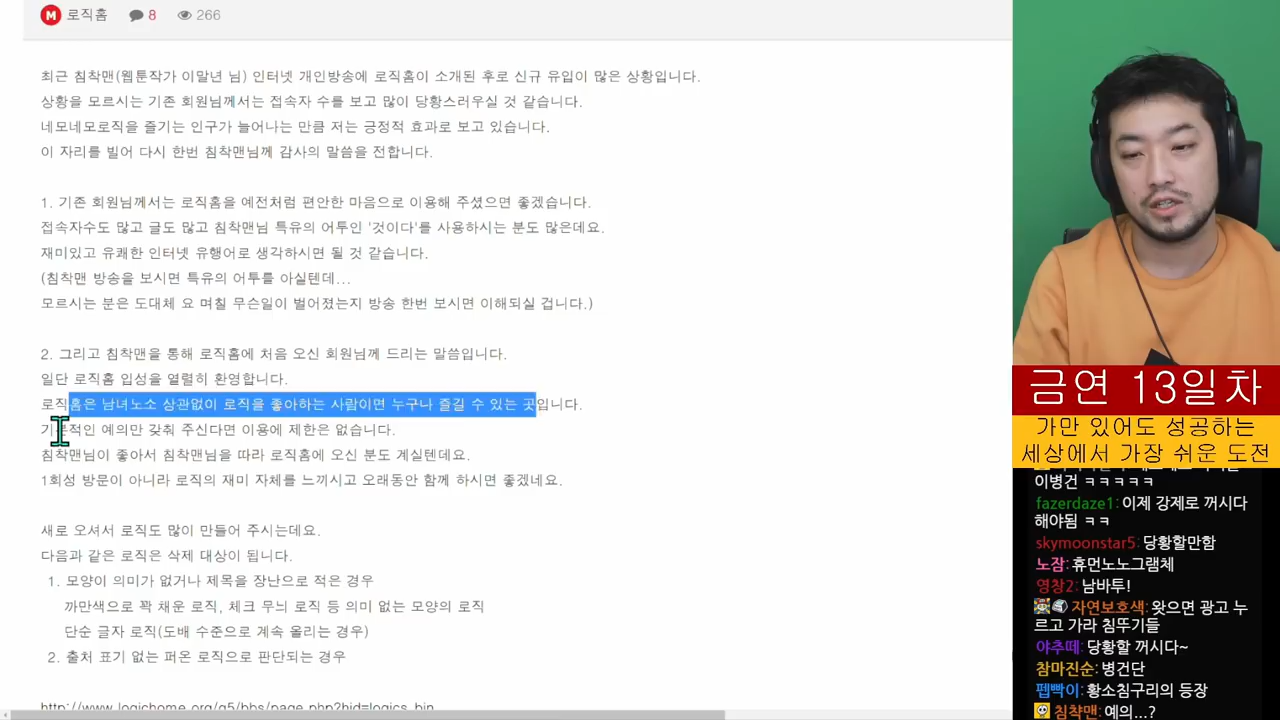 로직홈 8 266
최근 침착맨(웹툰작가 이말년 님) 인터넷 개인방송에 로직홈이 소개된 후로 신규 유입이 많은 상황입니다.
상황을 모르시는 기존 회원님께서는 접속자 수를 보고 많이 당황스러우실 것 같습니다.
네모네모로직을 즐기는 인구가 늘어나는 만큼 저는 긍정적 효과로 보고 있습니다.
이 자리를 빌어 다시 한번 침착맨님께 감사의 말씀을 전합니다.
1. 기존 회원님께서는 로직홈을 예전처럼 편안한 마음으로 이용해 주셨으면 좋겠습니다.
접속자수도 많고 글도 많고 침착맨님 특유의 어투인 '것이다'를 사용하시는 분도 많은데요.
재미있고 유쾌한 인터넷 유행어로 생각하시면 될 것 같습니다.
(침착맨 방송을 보시면 특유의 어투를 아실텐데...
모르시는 분은 도대체 요 며칠 무슨일이 벌어졌는지 방송 한번 보시면 이해되실 겁니다.)
2. 그리고 침착맨을 통해 로직홈에 처음 오신 회원님께 드리는 말씀입니다.
일단 로직홈 입성을 열렬히 환영합니다.
로직홈은 남녀노소 상관없이 로직을 좋아하는 사람이면 누구나 즐길 수 있는 곳입니다.
기본적인 예의만 갖춰 주신다면 이용에 제한은 없습니다.
침착맨님이 좋아서 침착맨님을 따라 로직홈에 오신 분도 계실텐데요.
1회성 방문이 아니라 로직의 재미 자체를 느끼시고 오래동안 함께 하시면 좋겠네요.
새로 오셔서 로직도 많이 만들어 주시는데요.
다음과 같은 로직은 삭제 대상이 됩니다.
1. 모양이 의미가 없거나 제목을 장난으로 적은 경우
까만색으로 꽉 채운 로직, 체크 무늬 로직 등 의미 없는 모양의 로직
단순 글자 로직(도배 수준으로 계속 올리는 경우)
2. 출처 표기 없는 퍼온 로직으로 판단되는 경우
http://www.logichome.org/g5/bbs/page.php?hid=logics_bin
금연 13일차
가만 있어도 성공하는
세상에서 가장 쉬운 도전
이병건 ㅋㅋㅋㅋㅋ
fazerdaze1: 이제 강제로 꺼시다
해야됨 ㅋㅋ
skymoonstar5: 당황할만함
노잠: 휴먼노노그램체
영창2: 남바투!
자연보호색: 왓으면 광고 누
르고 가라 침뚜기들
야추떼: 당황할 꺼시다~
참마진순: 병건단
펩빡이: 황소침구리의 등장
침착맨: 예의...?